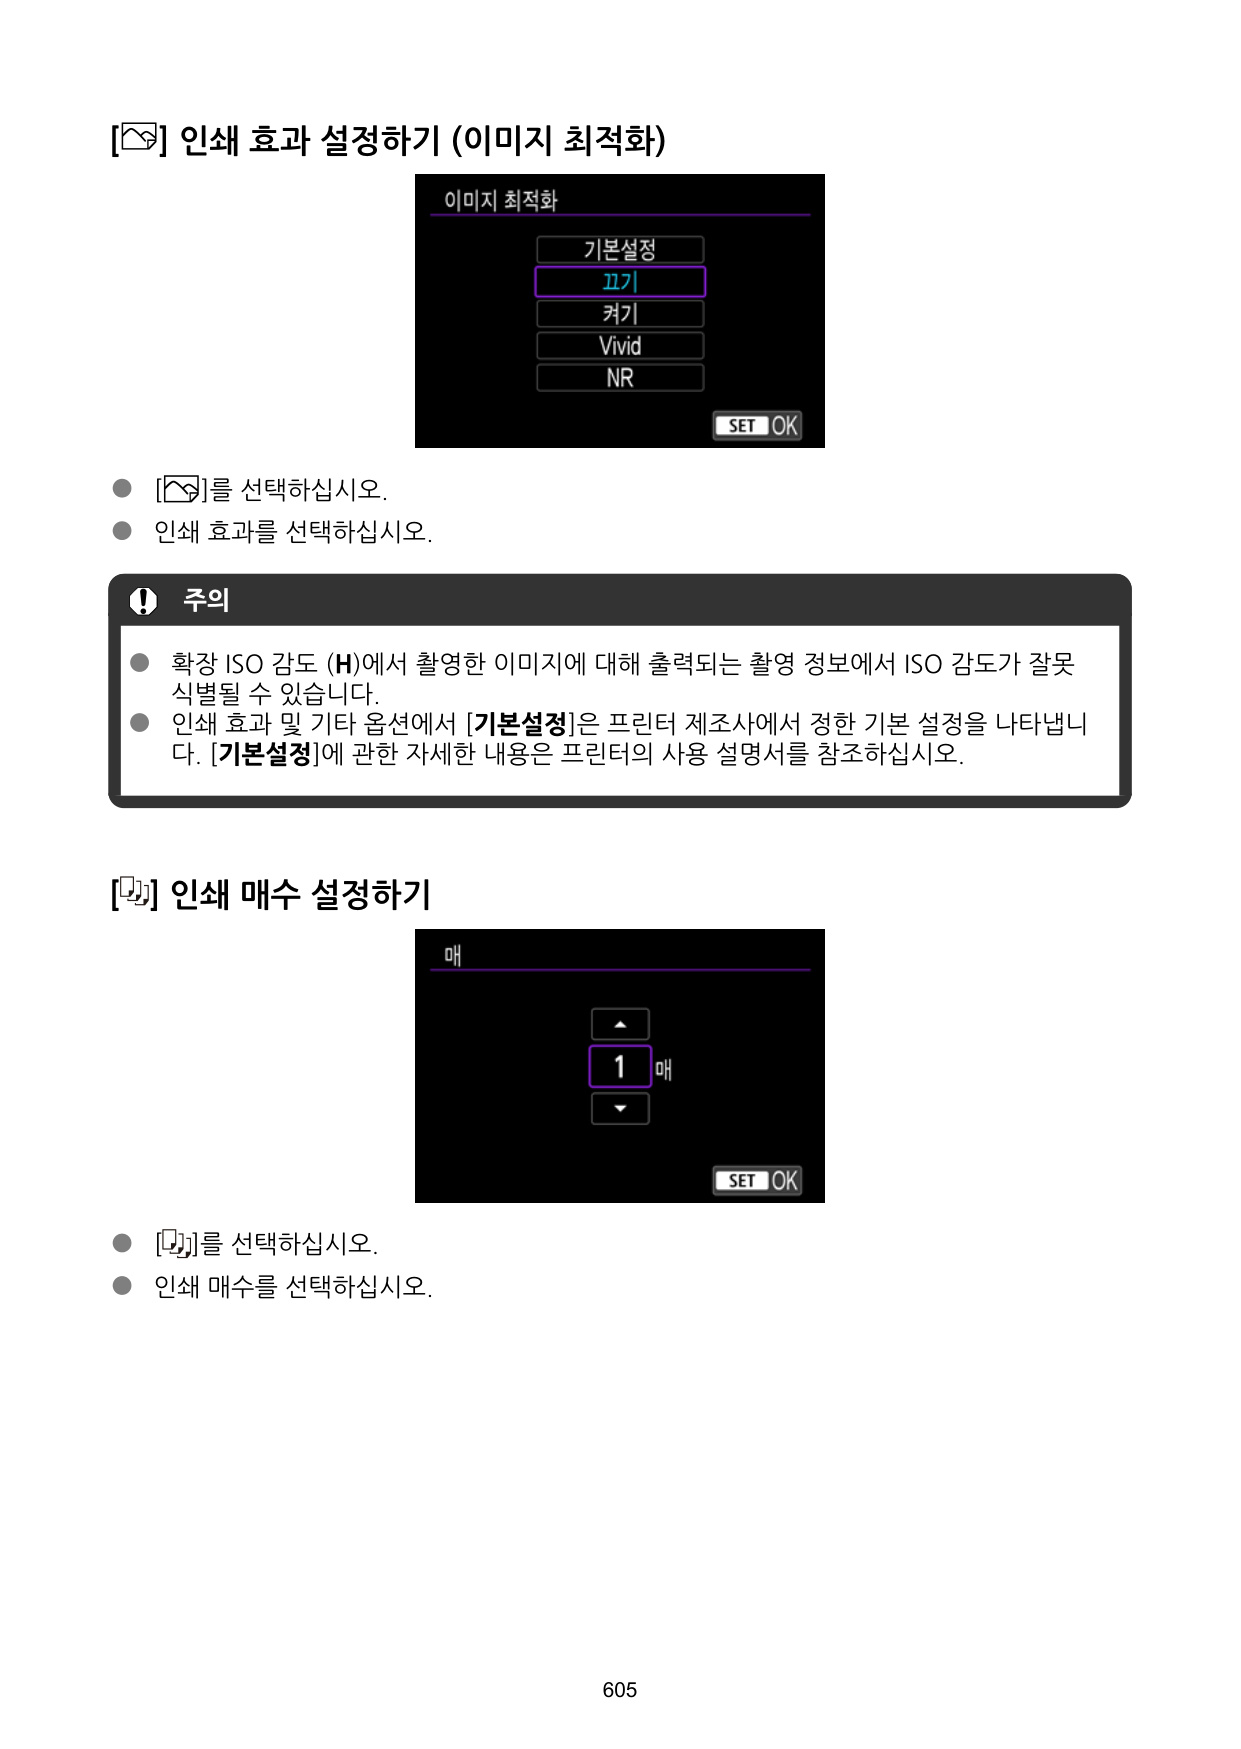 [] 인쇄 효과 설정하기 (이미지 최적화)
이미지 최적화
기본설정
끄기
켜기
Vivid
NR
SET OK
● []를 선택하십시오.
● 인쇄 효과를 선택하십시오.
주의
● 확장 ISO 감도 (H)에서 촬영한 이미지에 대해 출력되는 촬영 정보에서 ISO 감도가 잘못
식별될 수 있습니다.
● 인쇄 효과 및 기타 옵션에서 [기본설정]은 프린터 제조사에서 정한 기본 설정을 나타냅니
다. [기본설정]에 관한 자세한 내용은 프린터의 사용 설명서를 참조하십시오.
[] 인쇄 매수 설정하기
매
1 매
SET OK
● []를 선택하십시오.
● 인쇄 매수를 선택하십시오.
605